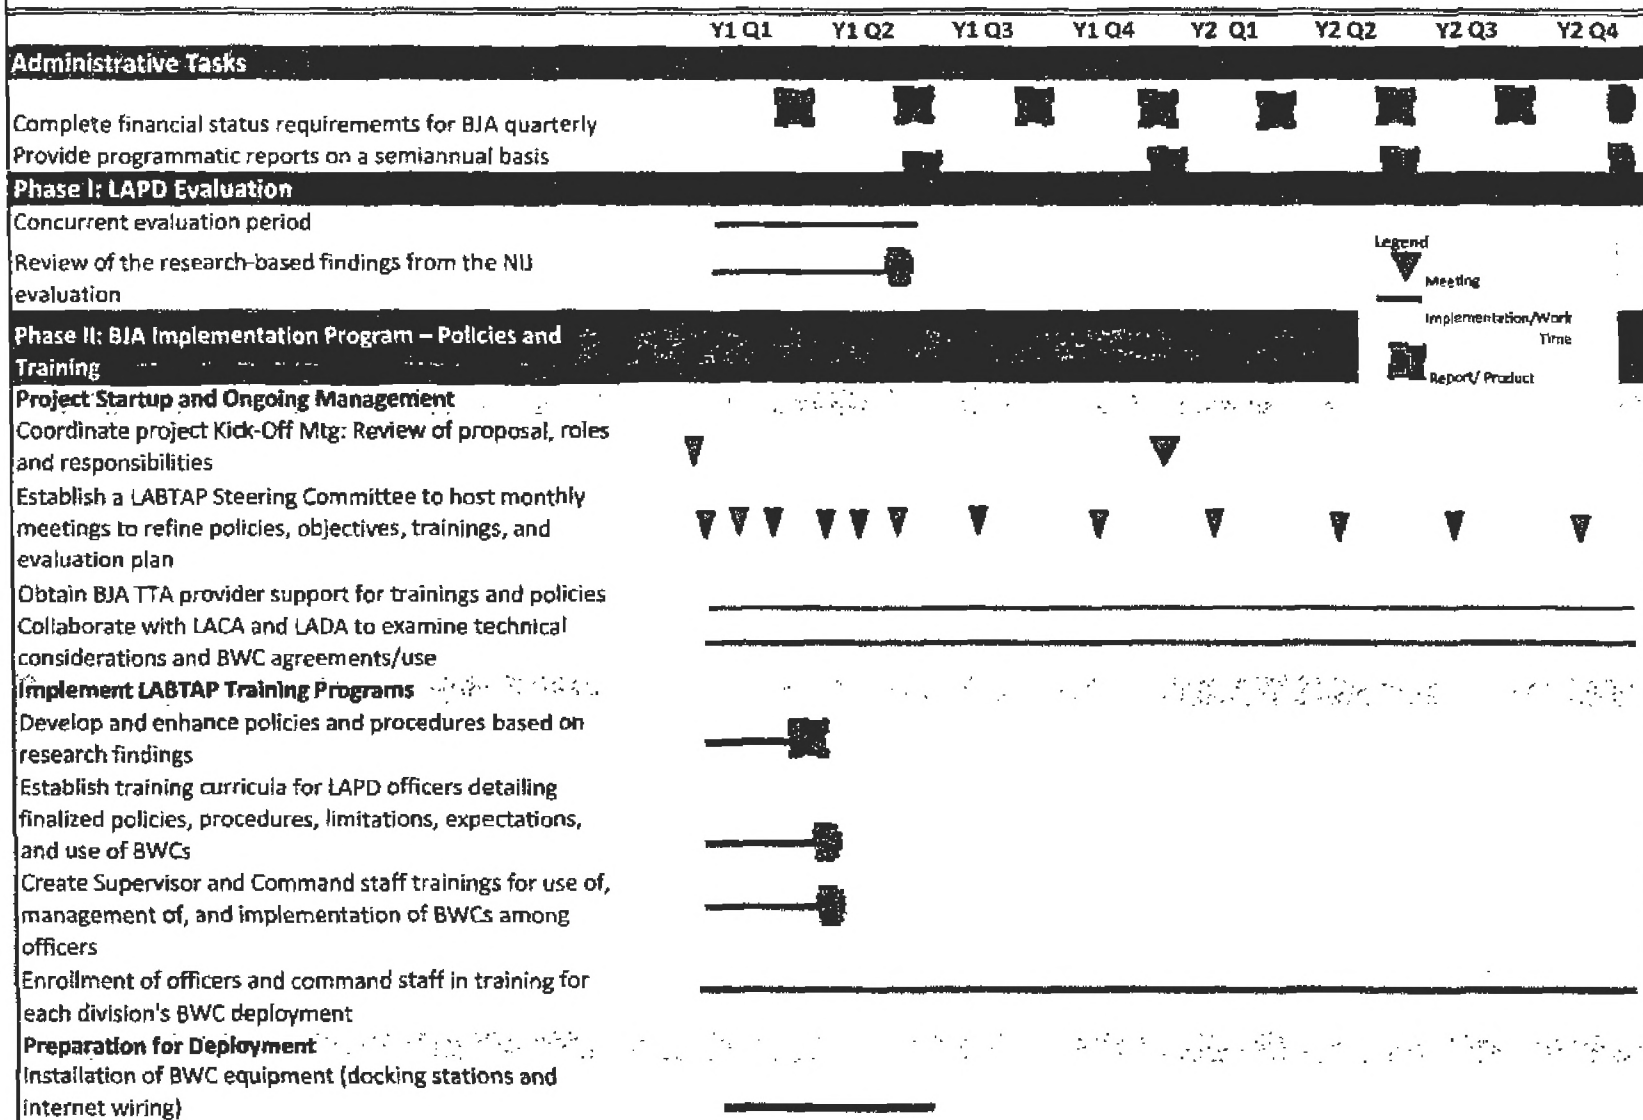 Y1 Q1 Y1 Q2 Y1 Q3 Y1 Q4 Y2 Q1 Y2 Q2 Y2 Q3 Y2 Q4
Administrative Tasks
Complete financial status requirememts for BJA quarterly
Provide programmatic reports on a semiannual basis
Phase I: LAPD Evaluation
Concurrent evaluation period
Review of the research-based findings from the NIJ
evaluation
Legend
Meeting
Implementation/Work
Time
Report/ Product
Phase II: BJA Implementation Program – Policies and
Training
Project Startup and Ongoing Management
Coordinate project Kick-Off Mtg: Review of proposal, roles
and responsibilities
Establish a LABTAP Steering Committee to host monthly
meetings to refine policies, objectives, trainings, and
evaluation plan
Obtain BJA TTA provider support for trainings and policies
Collaborate with LACA and LADA to examine technical
considerations and BWC agreements/use
Implement LABTAP Training Programs
Develop and enhance policies and procedures based on
research findings
Establish training curricula for LAPD officers detailing
finalized policies, procedures, limitations, expectations,
and use of BWCs
Create Supervisor and Command staff trainings for use of,
management of, and implementation of BWCs among
officers
Enrollment of officers and command staff in training for
each division's BWC deployment
Preparation for Deployment
Installation of BWC equipment (docking stations and
internet wiring)